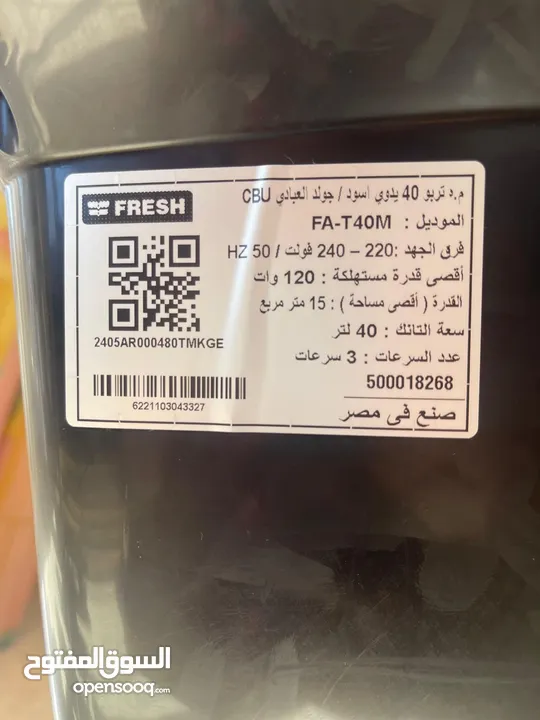 FRESH
م.ه تربو 40 يدوي اسود / جولد العبادي CBU
الموديل : FA-T40M
فرق الجهد :220 – 240 فولت / 50 HZ
أقصى قدرة مستهلكة : 120 وات
القدرة ( أقصى مساحة ) : 15 متر مربع
سعة التانك : 40 لتر
عدد السرعات : 3 سرعات
500018268
صنع فى مصر
2405AR000480TMKGE
6221103043327
السوق المفتوح
opensooq.com